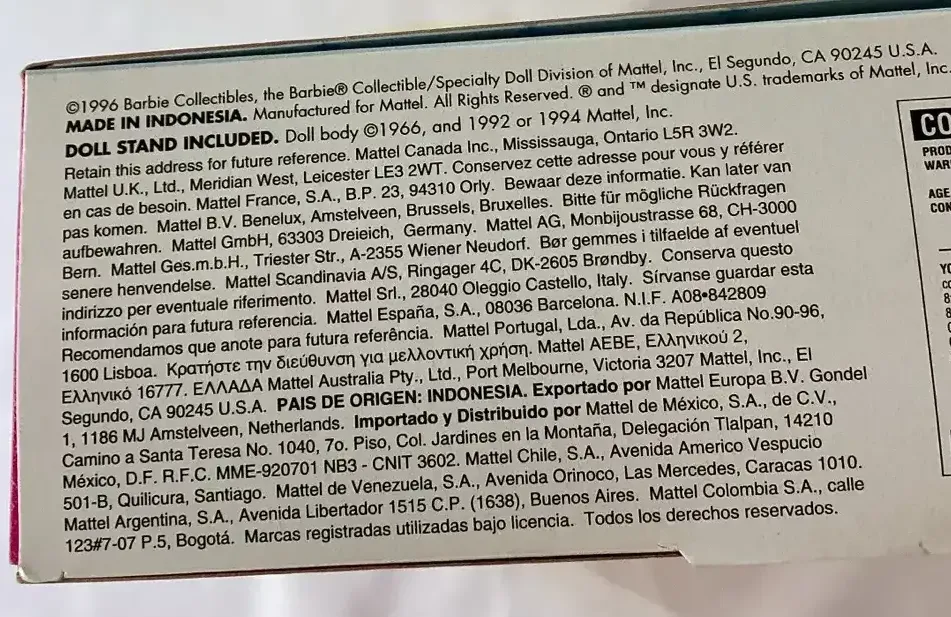 ©1996 Barbie Collectibles, the Barbie® Collectible/Specialty Doll Division of Mattel, Inc., El Segundo, CA 90245 U.S.A.
MADE IN INDONESIA. Manufactured for Mattel. All Rights Reserved. ® and ™ designate U.S. trademarks of Mattel, Inc.
DOLL STAND INCLUDED. Doll body ©1966, and 1992 or 1994 Mattel, Inc.
Retain this address for future reference. Mattel Canada Inc., Mississauga, Ontario L5R 3W2.
Mattel U.K., Ltd., Meridian West, Leicester LE3 2WT. Conservez cette adresse pour vous y référer
en cas de besoin. Mattel France, S.A., B.P. 23, 94310 Orly. Bewaar deze informatie. Kan later van
pas komen. Mattel B.V. Benelux, Amstelveen, Brussels, Bruxelles. Bitte für mögliche Rückfragen
aufbewahren. Mattel GmbH, 63303 Dreieich, Germany. Mattel AG, Monbijoustrasse 68, CH-3000
Bern. Mattel Ges.m.b.H., Triester Str., A-2355 Wiener Neudorf. Bør gemmes i tilfaelde af eventuel
senere henvendelse. Mattel Scandinavia A/S, Ringager 4C, DK-2605 Brøndby. Conserva questo
indirizzo per eventuale riferimento. Mattel Srl., 28040 Oleggio Castello, Italy. Sírvanse guardar esta
información para futura referencia. Mattel España, S.A., 08036 Barcelona. N.I.F. A08•842809
Recomendamos que anote para futura referência. Mattel Portugal, Lda., Av. da República No.90-96,
1600 Lisboa. Κρατήστε την διεύθυνση για μελλοντική χρήση. Mattel AEBE, Ελληνικού 2,
Ελληνικό 16777. ΕΛΛΑΔΑ Mattel Australia Pty., Ltd., Port Melbourne, Victoria 3207 Mattel, Inc., El
Segundo, CA 90245 U.S.A. PAIS DE ORIGEN: INDONESIA. Exportado por Mattel Europa B.V. Gondel
1, 1186 MJ Amstelveen, Netherlands. Importado y Distribuido por Mattel de México, S.A., de C.V.,
Camino a Santa Teresa No. 1040, 7o. Piso, Col. Jardines en la Montaña, Delegación Tlalpan, 14210
México, D.F. R.F.C. MME-920701 NB3 - CNIT 3602. Mattel Chile, S.A., Avenida Americo Vespucio
501-B, Quilicura, Santiago. Mattel de Venezuela, S.A., Avenida Orinoco, Las Mercedes, Caracas 1010.
Mattel Argentina, S.A., Avenida Libertador 1515 C.P. (1638), Buenos Aires. Mattel Colombia S.A., calle
123#7-07 P.5, Bogotá. Marcas registradas utilizadas bajo licencia. Todos los derechos reservados.
CO
PROD
WAR
AGE
CON